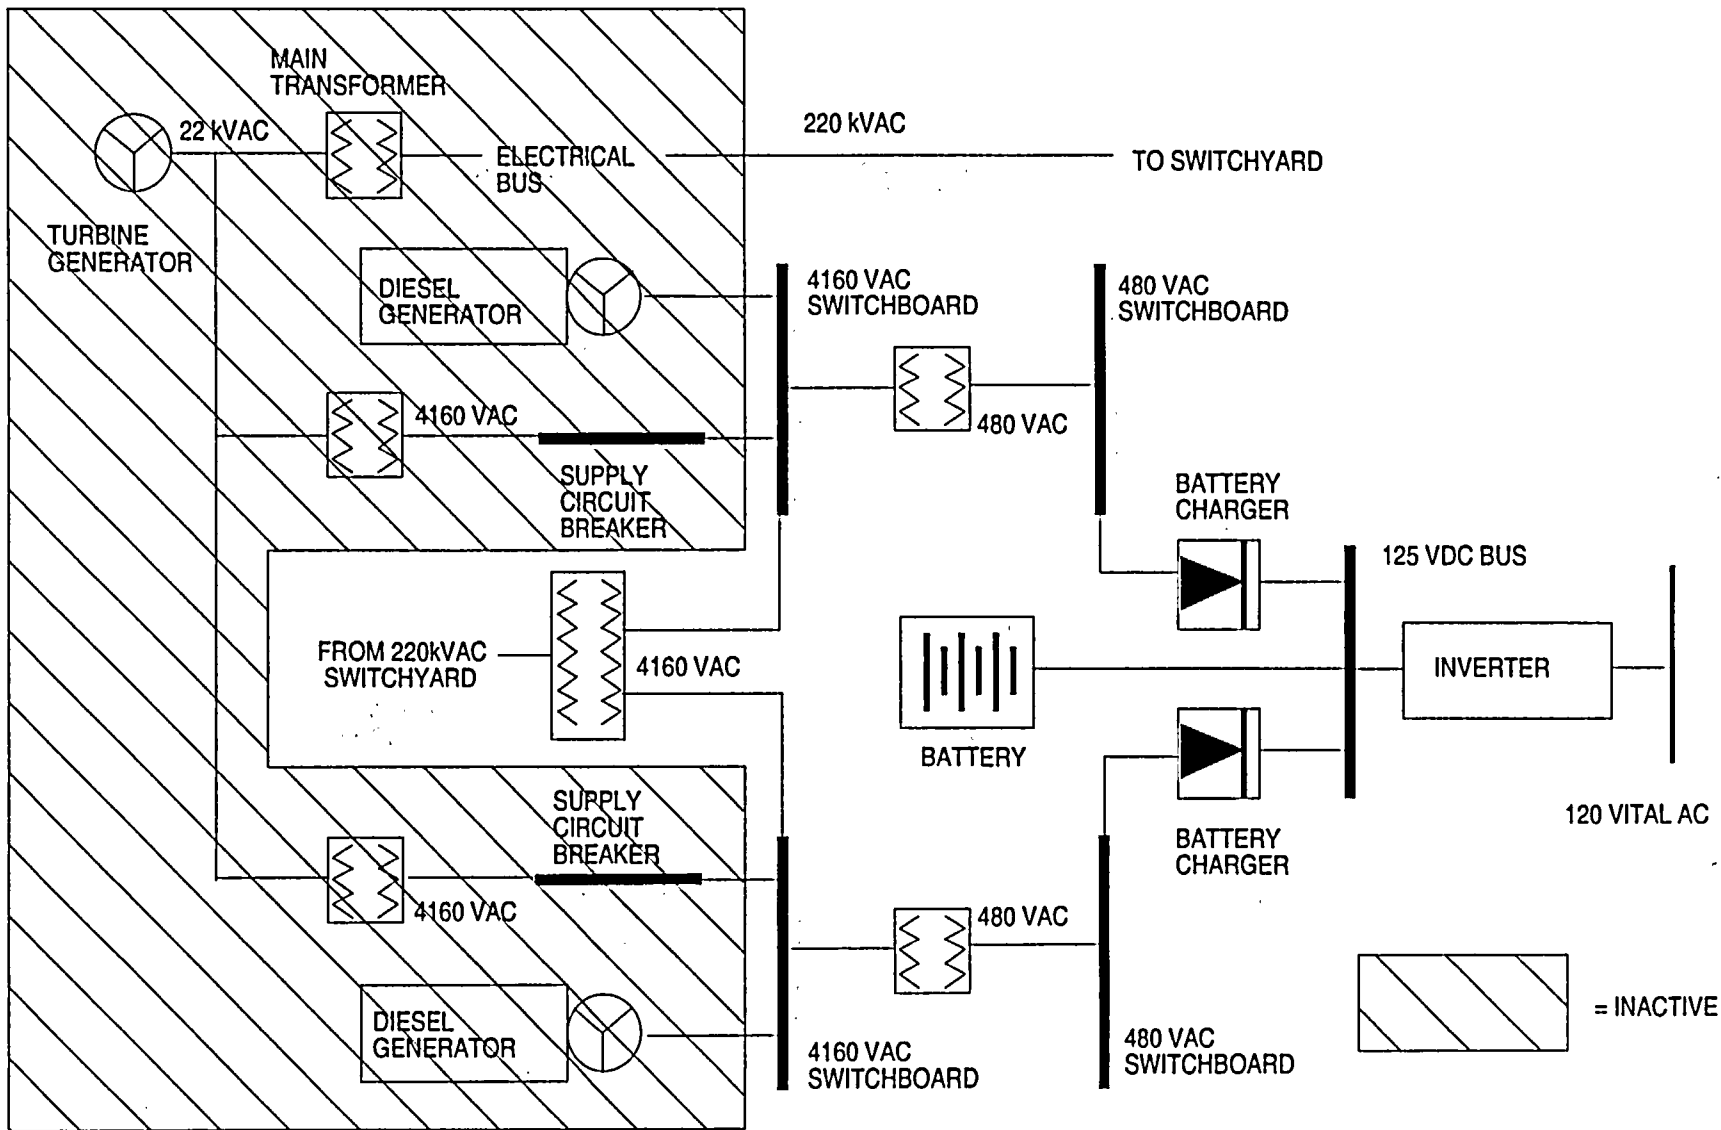 MAIN
TRANSFORMER
22 kVAC
220 kVAC
ELECTRICAL
BUS
TO SWITCHYARD
TURBINE
GENERATOR
DIESEL
GENERATOR
4160 VAC
SWITCHBOARD
480 VAC
SWITCHBOARD
4160 VAC
480 VAC
SUPPLY
CIRCUIT
BREAKER
BATTERY
CHARGER
125 VDC BUS
FROM 220kVAC
SWITCHYARD
4160 VAC
INVERTER
BATTERY
SUPPLY
CIRCUIT
BREAKER
120 VITAL AC
BATTERY
CHARGER
4160 VAC
480 VAC
DIESEL
GENERATOR
4160 VAC
SWITCHBOARD
480 VAC
SWITCHBOARD
= INACTIVE